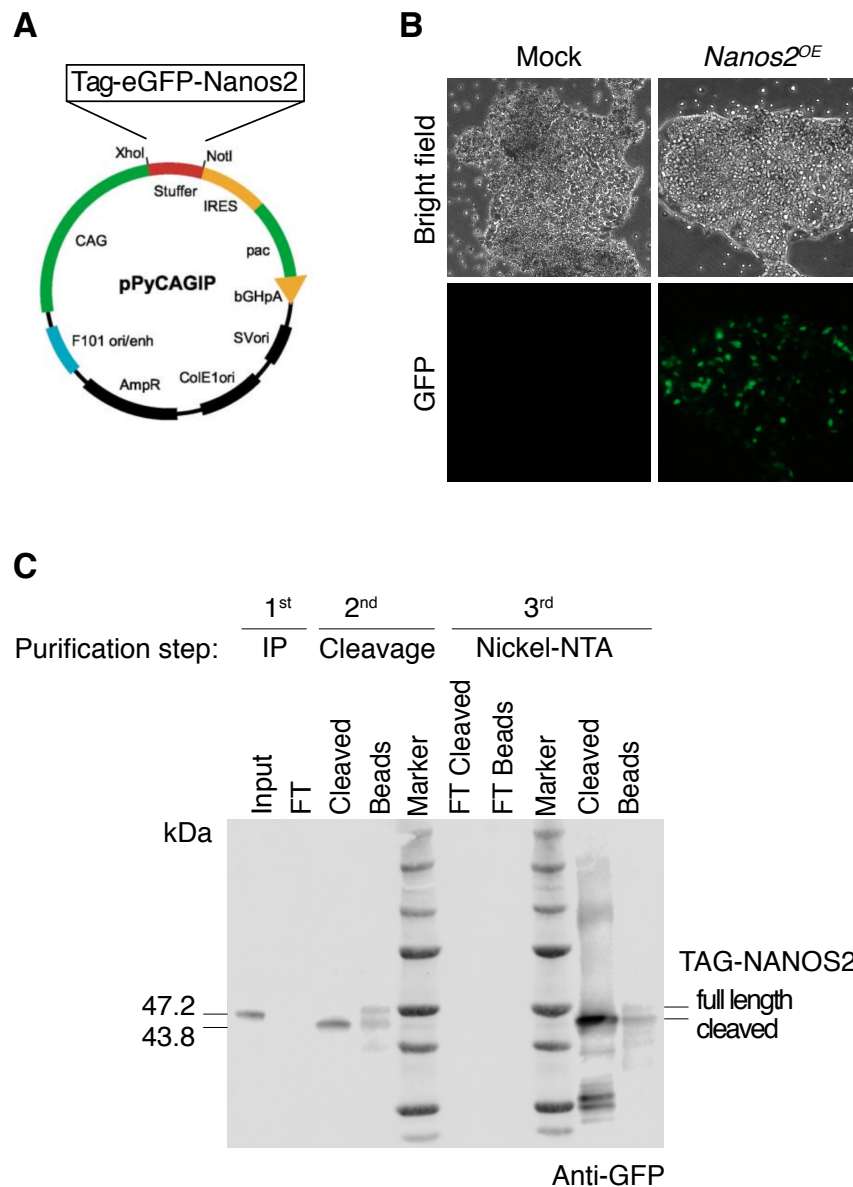 A
Tag-eGFP-Nanos2
XhoI
NotI
Stuffer
IRES
CAG
pac
pPyCAGIP
bGHpA
F101 ori/enh
SVori
AmpR
ColE1ori
B
Mock
Nanos2OE
Bright field
GFP
C
1st
2nd
3rd
Purification step:
IP
Cleavage
Nickel-NTA
Input
FT
Cleaved
Beads
Marker
FT Cleaved
FT Beads
Marker
Cleaved
Beads
kDa
TAG-NANOS2
47.2
full length
43.8
cleaved
Anti-GFP